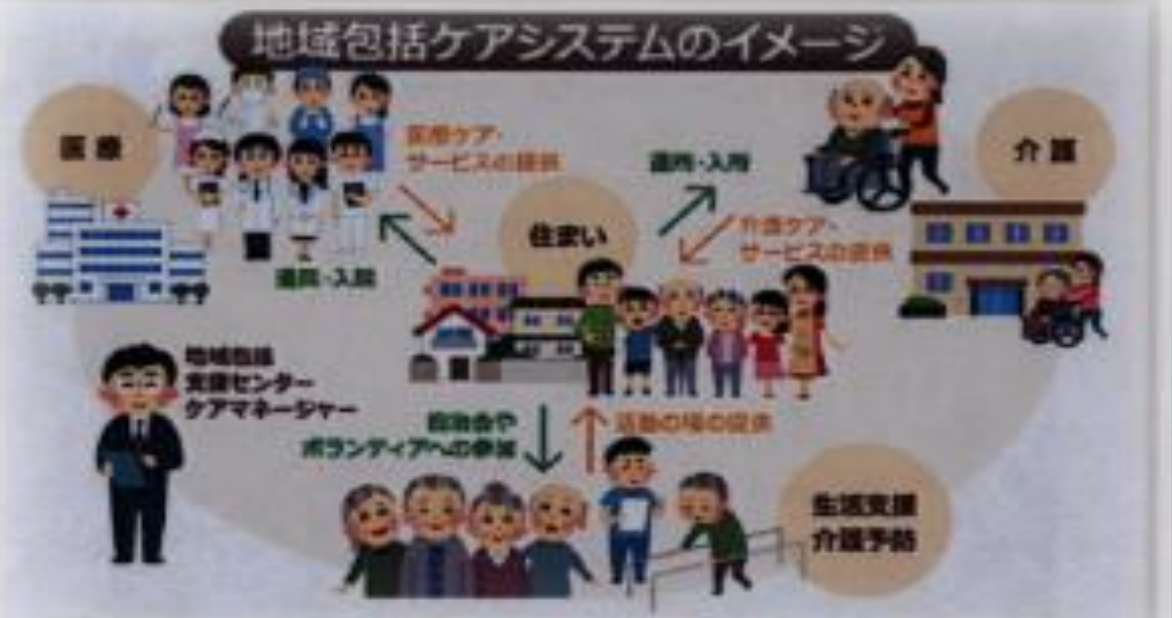 地域包括ケアシステムのイメージ
医療
医療ケア・
サービスの提供
通院・入院
住まい
通所・入所
介護ケア・
サービスの提供
介護
地域包括
支援センター
ケアマネージャー
自治会や
ボランティアへの参加
活動の場の提供
生活支援
介護予防